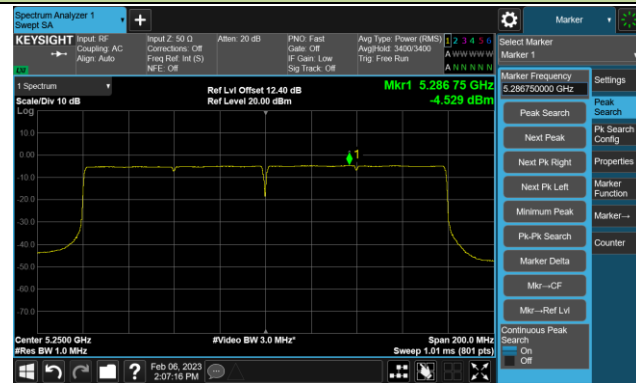 Spectrum Analyzer 1
Swept SA
Marker
KEYSIGHT
Input: RF
Coupling: AC
Align: Auto
Input Z: 50 Ω
Corrections: Off
Freq Ref: Int (S)
NFE: Off
Atten: 20 dB
PNO: Fast
Gate: Off
IF Gain: Low
Sig Track: Off
Avg Type: Power (RMS)
Avg|Hold: 3400/3400
Trig: Free Run
1 2 3 4 5 6
A W W W W W
A N N N N N
LXI
Select Marker
Marker 1
1 Spectrum
Scale/Div 10 dB
Log
Ref Lvl Offset 12.40 dB
Ref Level 20.00 dBm
Mkr1 5.286 75 GHz
-4.529 dBm
10.0
0.00
-10.0
-20.0
-30.0
-40.0
-50.0
-60.0
-70.0
1
Center 5.2500 GHz
#Res BW 1.0 MHz
#Video BW 3.0 MHz*
Span 200.0 MHz
Sweep 1.01 ms (801 pts)
Marker Frequency
5.286750000 GHz
Peak Search
Next Peak
Next Pk Right
Next Pk Left
Minimum Peak
Pk-Pk Search
Marker Delta
Mkr→CF
Mkr→Ref Lvl
Continuous Peak
Search
On
Off
Settings
Peak
Search
Pk Search
Config
Properties
Marker
Function
Marker→
Counter
Feb 06, 2023
2:07:16 PM